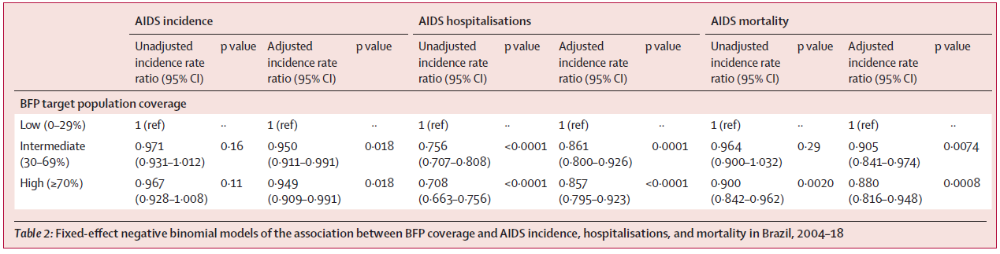 AIDS incidence AIDS hospitalisations AIDS mortality
Unadjusted p value Adjusted p value Unadjusted p value Adjusted p value Unadjusted p value Adjusted p value
incidence rate incidence rate incidence rate incidence rate incidence rate incidence rate
ratio (95% CI) ratio (95% CI) ratio (95% CI) ratio (95% CI) ratio (95% CI) ratio (95% CI)
BFP target population coverage
Low (0–29%) 1 (ref) ·· 1 (ref) ·· 1 (ref) ·· 1 (ref) ·· 1 (ref) ·· 1 (ref) ··
Intermediate 0·971 0·16 0·950 0·018 0·756 <0·0001 0·861 0·0001 0·964 0·29 0·905 0·0074
(30–69%) (0·931–1·012) (0·911–0·991) (0·707–0·808) (0·800–0·926) (0·900–1·032) (0·841–0·974)
High (≥70%) 0·967 0·11 0·949 0·018 0·708 <0·0001 0·857 <0·0001 0·900 0·0020 0·880 0·0008
(0·928–1·008) (0·909–0·991) (0·663–0·756) (0·795–0·923) (0·842–0·962) (0·816–0·948)
Table 2: Fixed-effect negative binomial models of the association between BFP coverage and AIDS incidence, hospitalisations, and mortality in Brazil, 2004–18